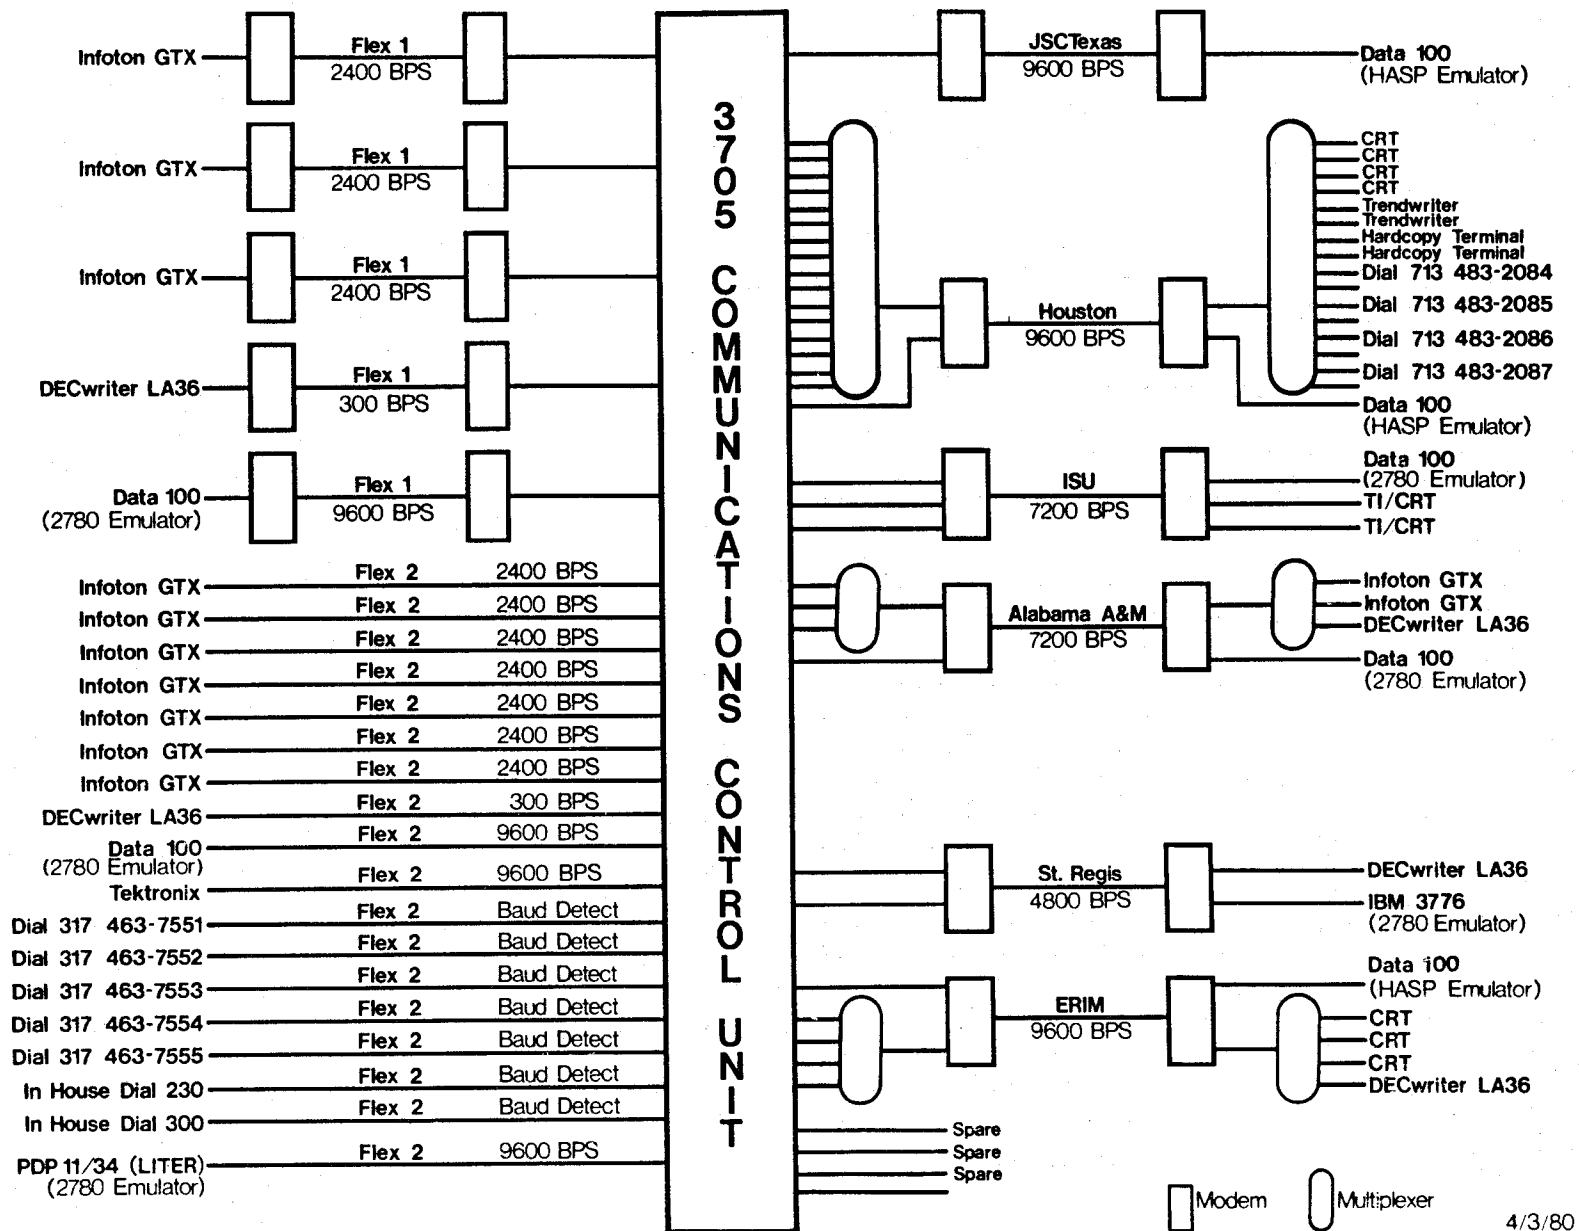 Infoton GTX
Flex 1
2400 BPS
Infoton GTX
Flex 1
2400 BPS
Infoton GTX
Flex 1
2400 BPS
DECwriter LA36
Flex 1
300 BPS
Data 100
(2780 Emulator)
Flex 1
9600 BPS
Infoton GTX Flex 2 2400 BPS
Infoton GTX Flex 2 2400 BPS
Infoton GTX Flex 2 2400 BPS
Infoton GTX Flex 2 2400 BPS
Infoton GTX Flex 2 2400 BPS
Infoton GTX Flex 2 2400 BPS
Infoton GTX Flex 2 2400 BPS
DECwriter LA36 Flex 2 300 BPS
Data 100 Flex 2 9600 BPS
(2780 Emulator)
Tektronix Flex 2 9600 BPS
Dial 317 463-7551 Flex 2 Baud Detect
Dial 317 463-7552 Flex 2 Baud Detect
Dial 317 463-7553 Flex 2 Baud Detect
Dial 317 463-7554 Flex 2 Baud Detect
Dial 317 463-7555 Flex 2 Baud Detect
In House Dial 230 Flex 2 Baud Detect
In House Dial 300 Flex 2 Baud Detect
PDP 11/34 (LITER) Flex 2 9600 BPS
(2780 Emulator)
3705 COMMUNICATIONS CONTROL UNIT
JSCTexas
9600 BPS
Data 100
(HASP Emulator)
CRT
CRT
CRT
CRT
Trendwriter
Trendwriter
Hardcopy Terminal
Hardcopy Terminal
Dial 713 483-2084
Dial 713 483-2085
Dial 713 483-2086
Dial 713 483-2087
Houston
9600 BPS
Data 100
(HASP Emulator)
ISU
7200 BPS
Data 100
(2780 Emulator)
TI/CRT
TI/CRT
Alabama A&M
7200 BPS
Infoton GTX
Infoton GTX
DECwriter LA36
Data 100
(2780 Emulator)
St. Regis
4800 BPS
DECwriter LA36
IBM 3776
(2780 Emulator)
ERIM
9600 BPS
Data 100
(HASP Emulator)
CRT
CRT
CRT
DECwriter LA36
Spare
Spare
Spare
Modem
Multiplexer
4/3/80